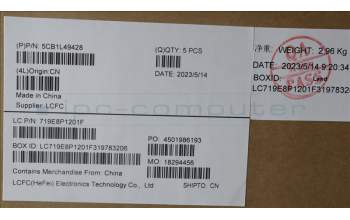 (P)P/N: 5CB1L49428
(Q)QTY: 5 PCS
(4L)Origin:CN
DATE: 2023/5/14
Made in China
Supplier: LCFC
净重: WEIGHT: 2.96 Kg
DATE: 2023/5/14 9:20:34
BOXID:
LC719E8P1201F319783206
LC P/N: 719E8P1201F
PO: 4501986193
BOX ID: LC719E8P1201F319783206
MO: 18294456
Contains Merchandise From: China
LCFC(HeFei) Electronics Technology Co., Ltd
SHIPTO: CN
PASS